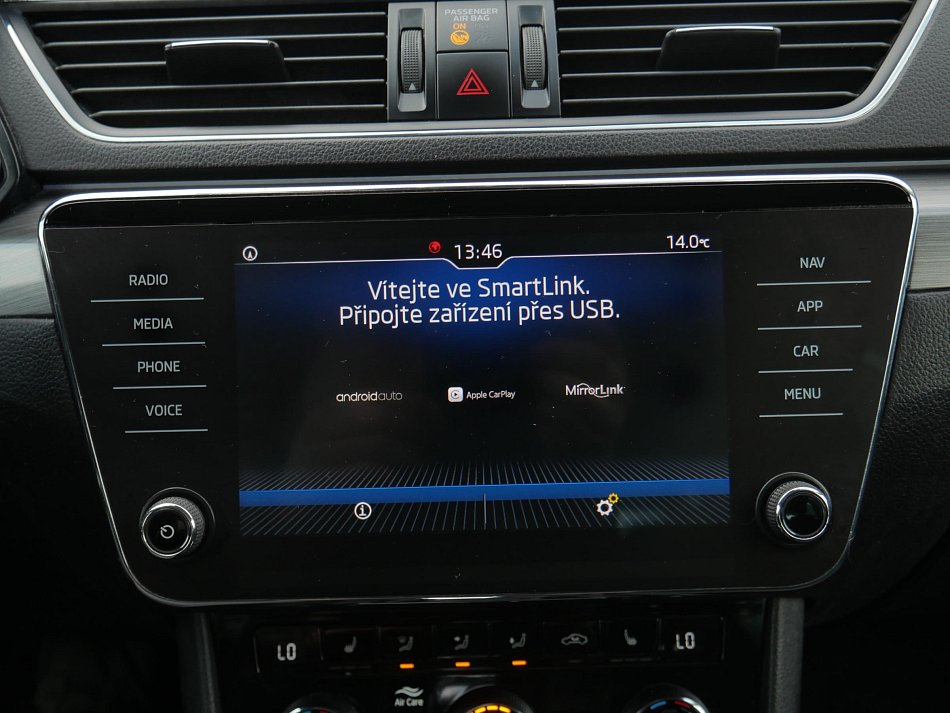 PASSENGER
AIR BAG
ON
13:46
14.0°C
Vítejte ve SmartLink.
Připojte zařízení přes USB.
androidauto
Apple CarPlay
MirrorLink
RADIO
MEDIA
PHONE
VOICE
NAV
APP
CAR
MENU
LO
LO
Air Care